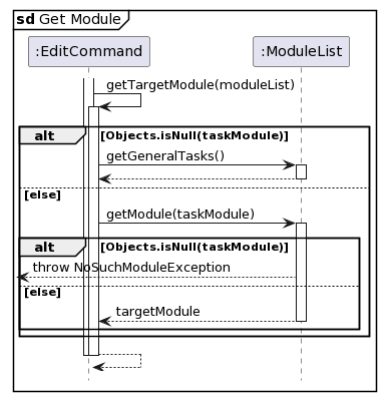 sd Get Module
:EditCommand :ModuleList
getTargetModule(moduleList)
alt [Objects.isNull(taskModule)]
getGeneralTasks()
[else]
getModule(taskModule)
alt [Objects.isNull(taskModule)]
throw NoSuchModuleException
[else]
targetModule